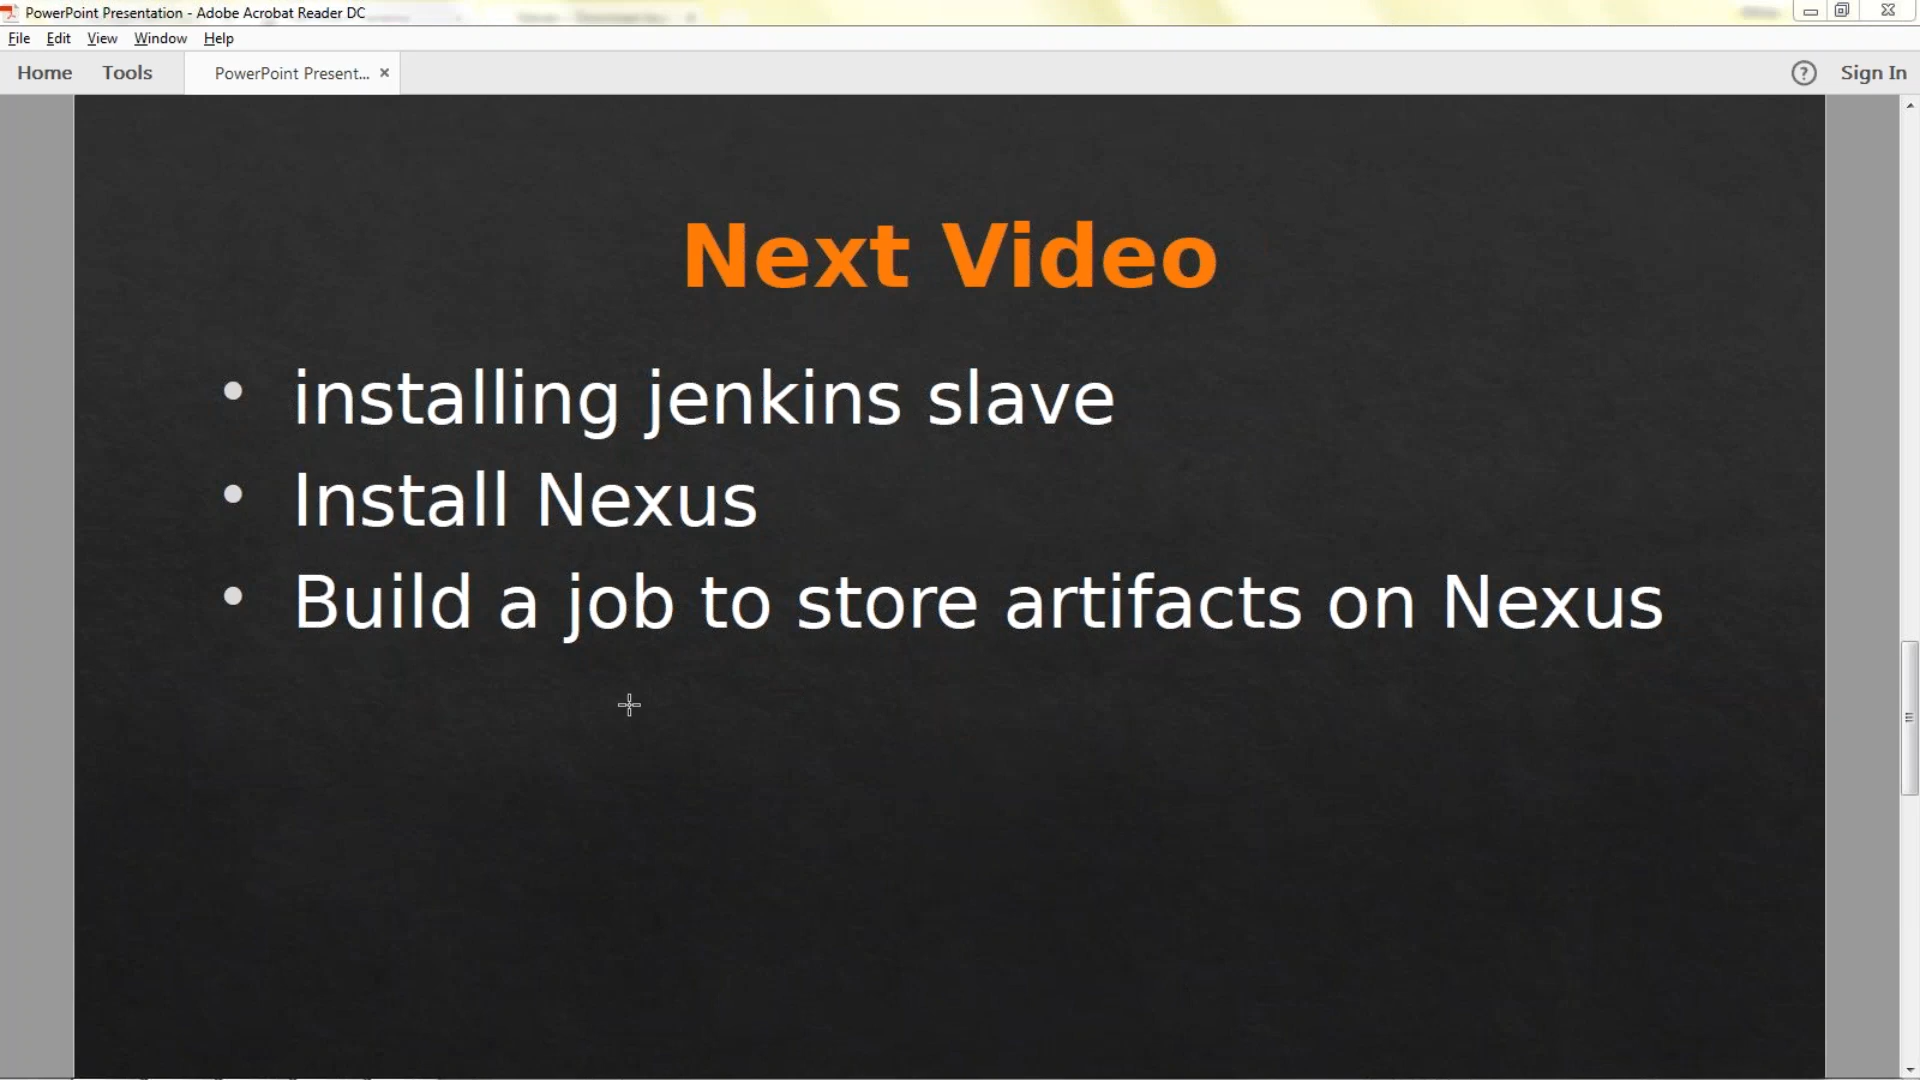 PowerPoint Presentation - Adobe Acrobat Reader DC
File Edit View Window Help
Home Tools PowerPoint Present... × ? Sign In
Next Video
• installing jenkins slave
• Install Nexus
• Build a job to store artifacts on Nexus